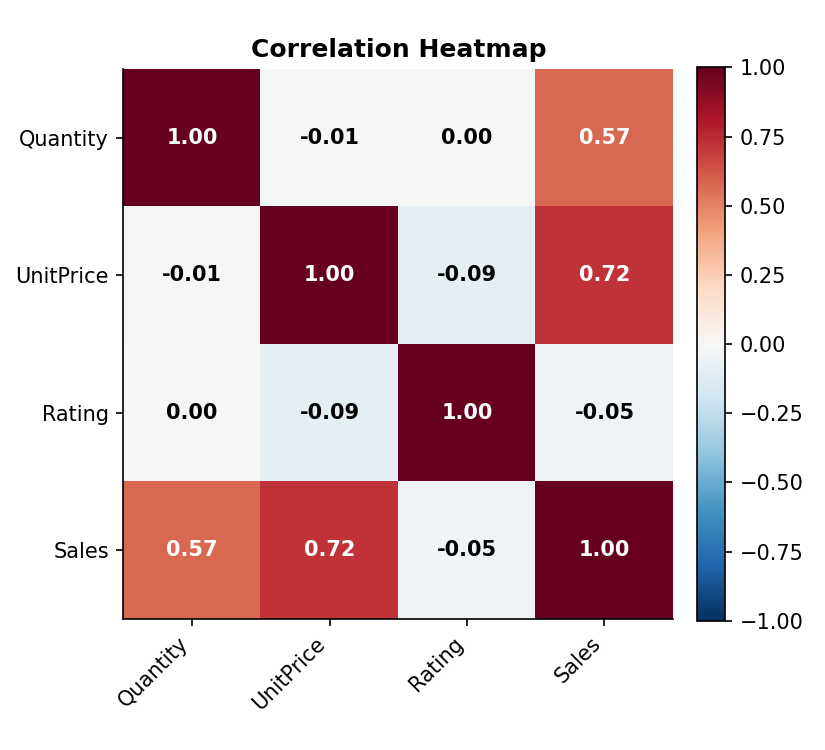 Correlation Heatmap
Quantity 1.00 -0.01 0.00 0.57
UnitPrice -0.01 1.00 -0.09 0.72
Rating 0.00 -0.09 1.00 -0.05
Sales 0.57 0.72 -0.05 1.00
Quantity UnitPrice Rating Sales
1.00
0.75
0.50
0.25
0.00
−0.25
−0.50
−0.75
−1.00